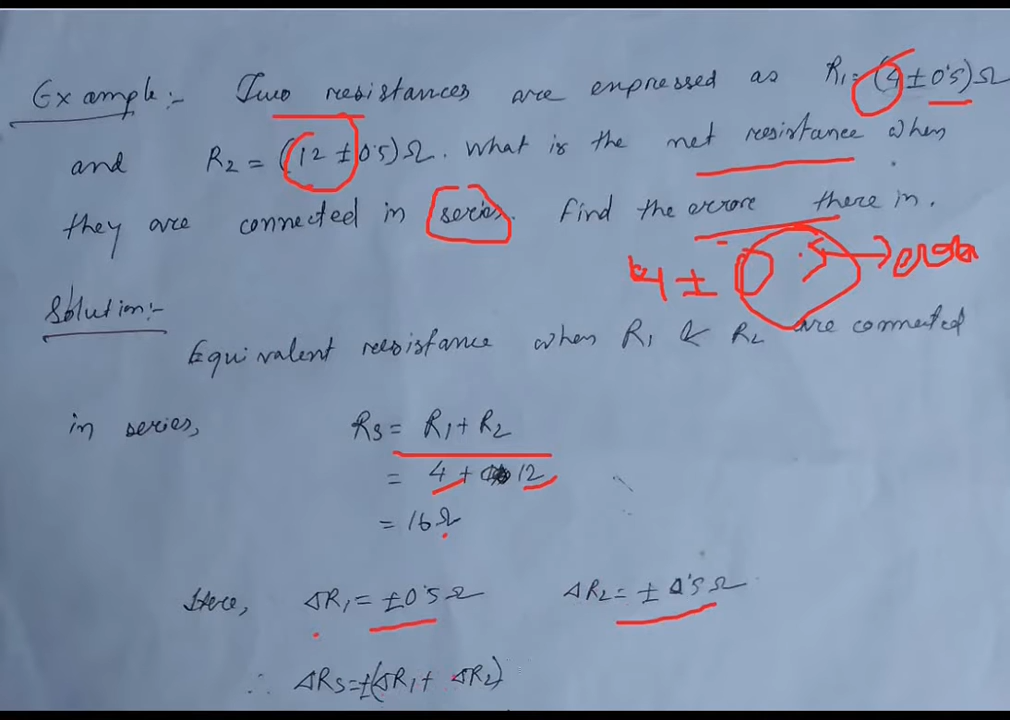 Example:- Two resistances are expressed as R₁ = (4 ± 0.5) Ω
and R₂ = (12 ± 0.5) Ω. What is the net resistance when
they are connected in series. Find the errore there in.
4 ± 0.5 → error
Solution:-
Equivalent resistance when R₁ & R₂ are connected
in series, Rs = R₁ + R₂
= 4 + 12
= 16 Ω
Here, ΔR₁ = ±0.5 Ω ΔR₂ = ± 0.5 Ω
∴ ΔRs = ±(ΔR₁ + ΔR₂)